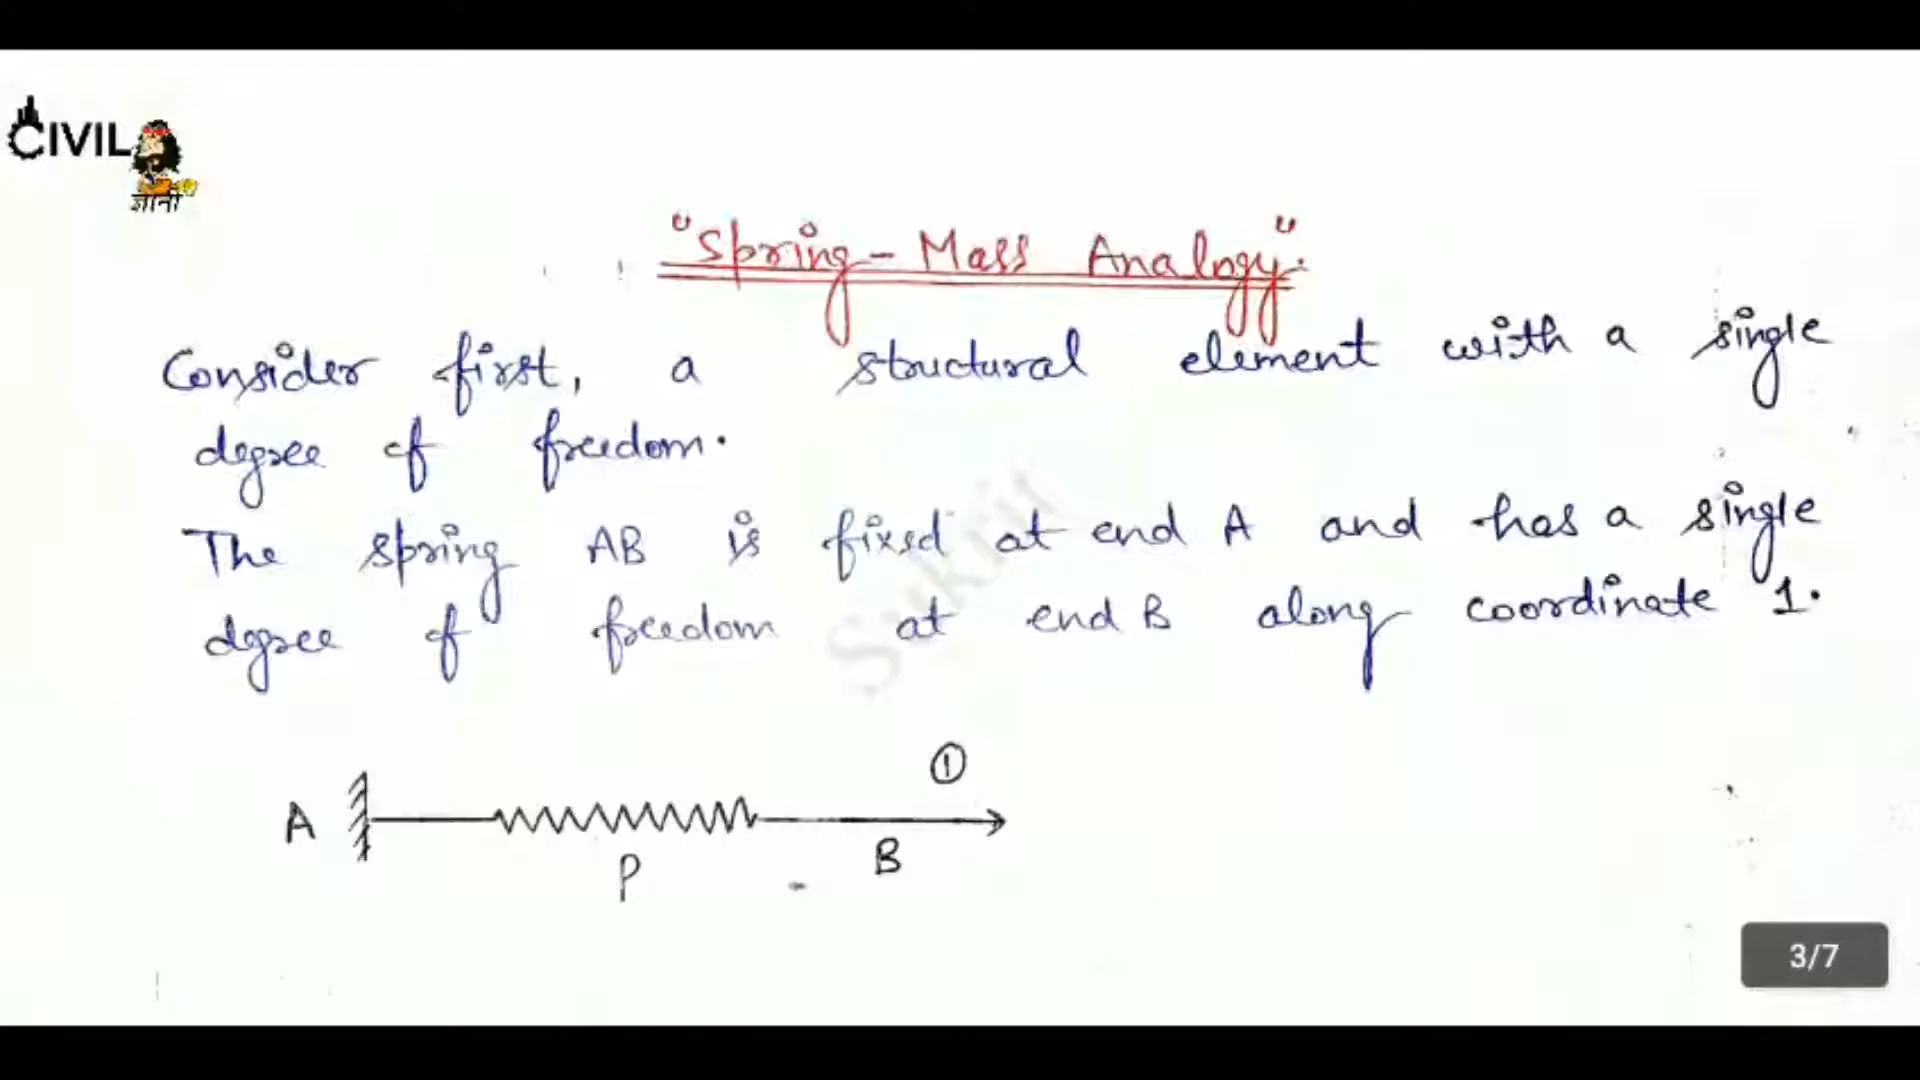 CIVIL
ज्ञानी
"Spring-Mass Analogy".
Consider first, a structural element with a single
degree of freedom.
The spring AB is fixed at end A and has a single
degree of freedom at end B along coordinate 1.
Sukrit
1
A
B
P
3/7